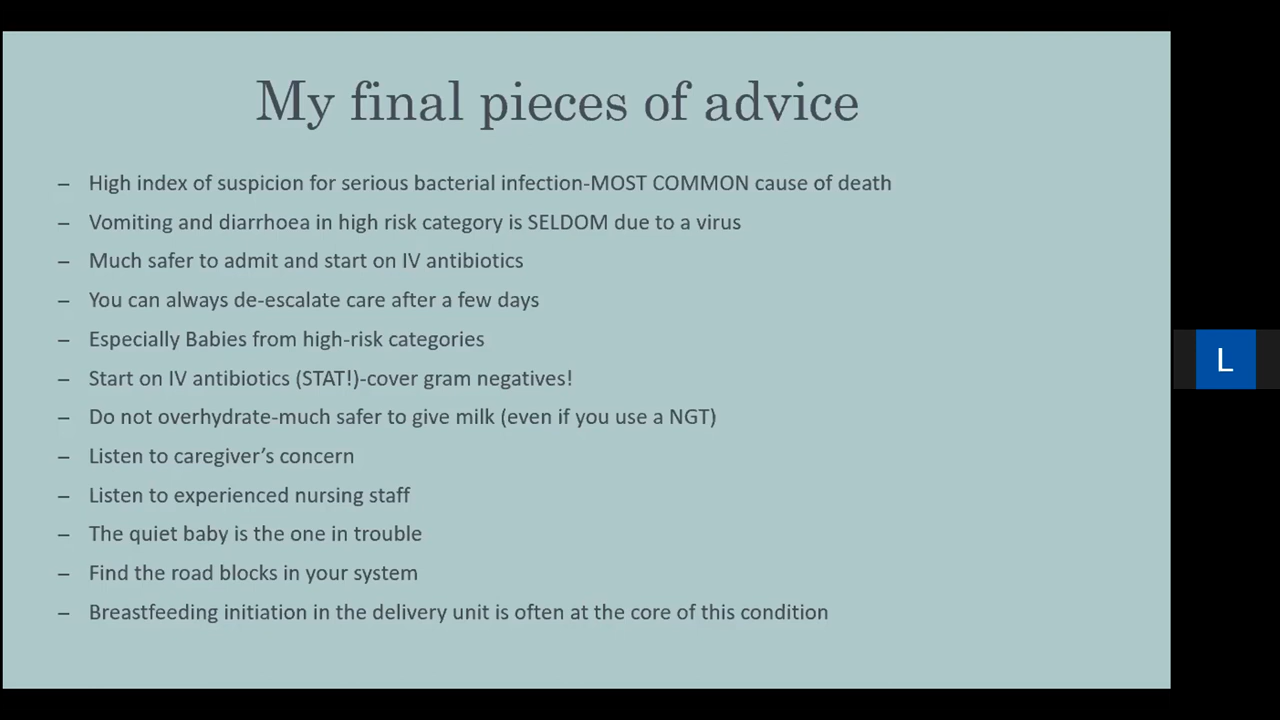 My final pieces of advice
– High index of suspicion for serious bacterial infection-MOST COMMON cause of death
– Vomiting and diarrhoea in high risk category is SELDOM due to a virus
– Much safer to admit and start on IV antibiotics
– You can always de-escalate care after a few days
– Especially Babies from high-risk categories
– Start on IV antibiotics (STAT!)-cover gram negatives!
– Do not overhydrate-much safer to give milk (even if you use a NGT)
– Listen to caregiver’s concern
– Listen to experienced nursing staff
– The quiet baby is the one in trouble
– Find the road blocks in your system
– Breastfeeding initiation in the delivery unit is often at the core of this condition
L